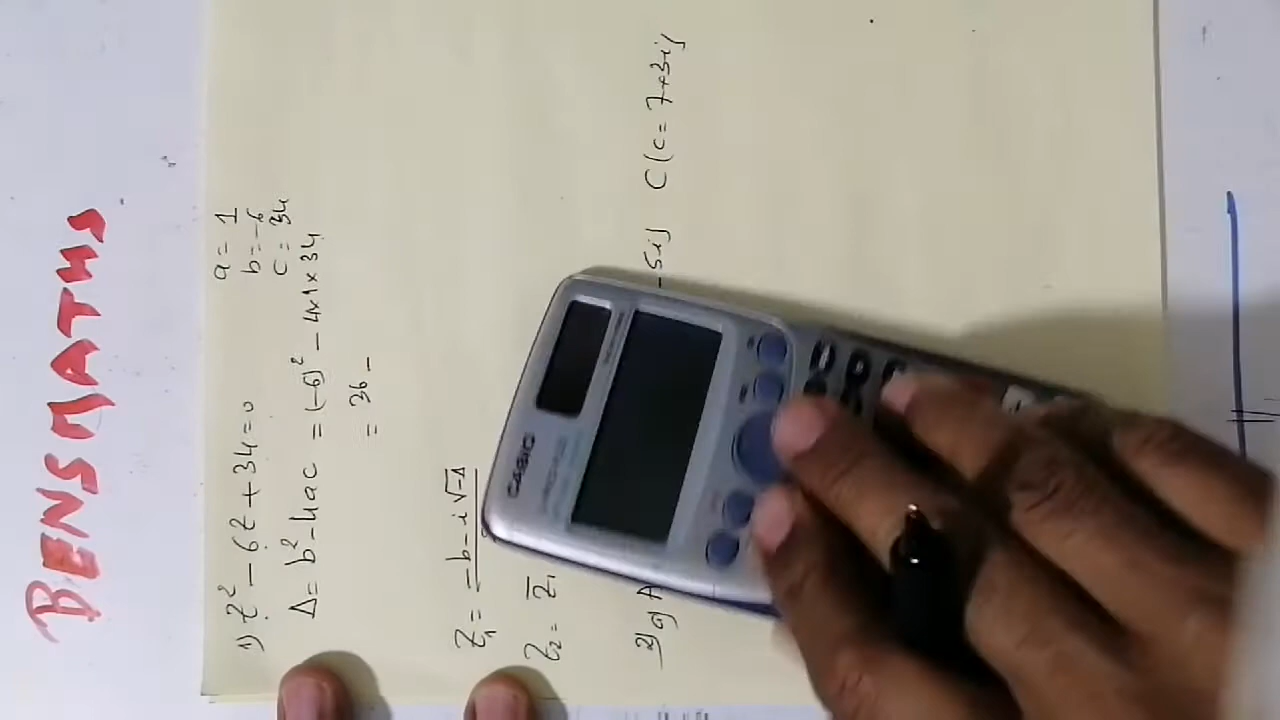 BENSMATHS
1) z² - 6z + 34 = 0
a = 1
b = -6
c = 34
Δ = b² - 4ac = (-6)² - 4×1×34
= 36 -
Z₁ = -b - i√-Δ
Z₂ = Z̄₁
2) a) A -5i) C(c = 7+3i)
CASIO